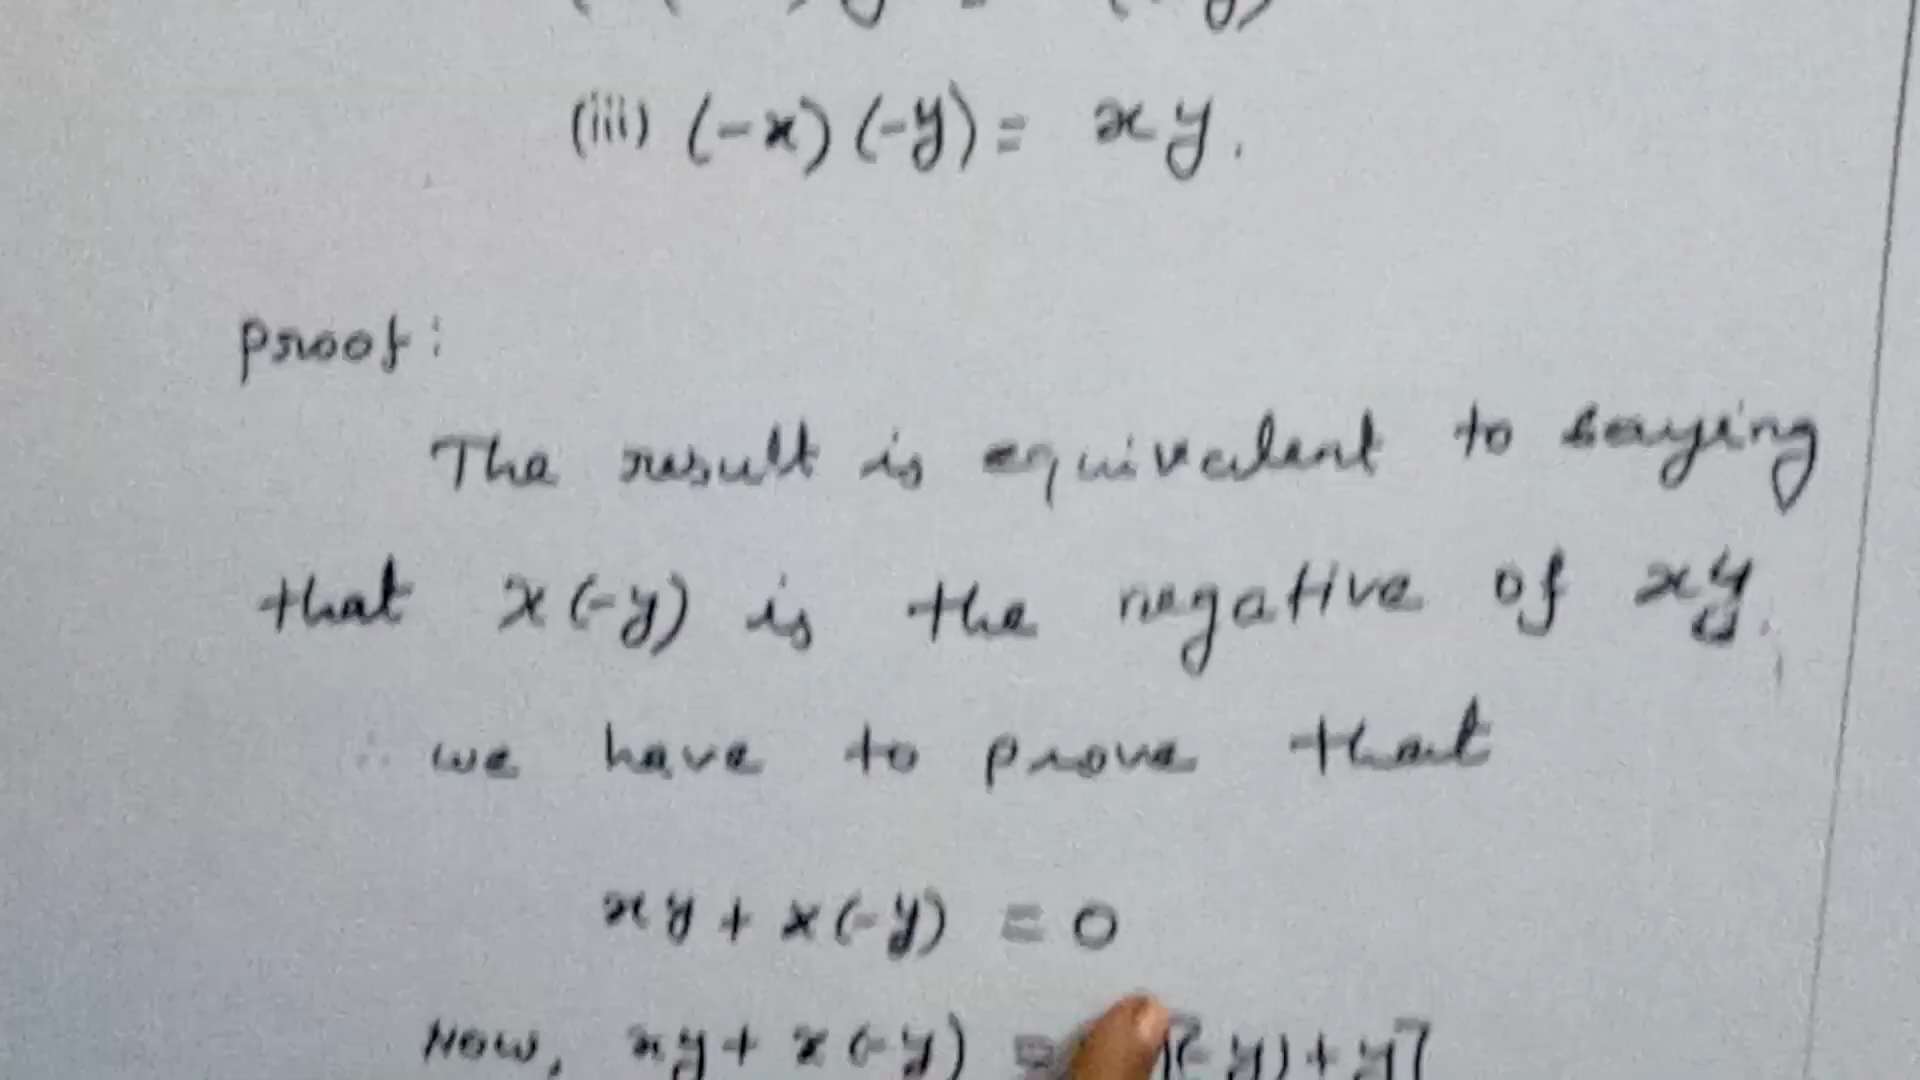 (iii) (-x) (-y) = xy.
proof:
The result is equivalent to saying
that x(-y) is the negative of xy.
∴ we have to prove that
xy + x(-y) = 0
Now, xy + x(-y) = [(-y) + y]